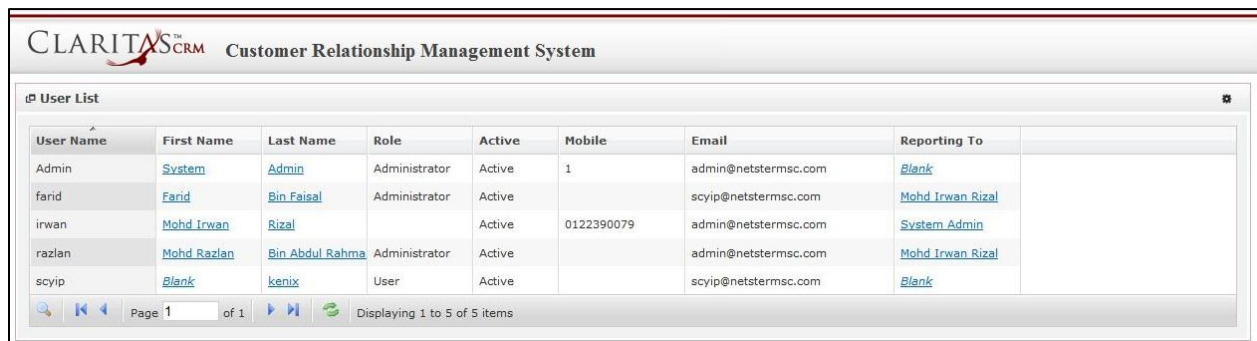 CLARITAS™CRM Customer Relationship Management System
User List
User Name First Name Last Name Role Active Mobile Email Reporting To
Admin System Admin Administrator Active 1 admin@netstermsc.com Blank
farid Farid Bin Faisal Administrator Active scyip@netstermsc.com Mohd Irwan Rizal
irwan Mohd Irwan Rizal Active 0122390079 admin@netstermsc.com System Admin
razlan Mohd Razlan Bin Abdul Rahma Administrator Active admin@netstermsc.com Mohd Irwan Rizal
scyip Blank kenix User Active scyip@netstermsc.com Blank
Page 1 of 1 Displaying 1 to 5 of 5 items